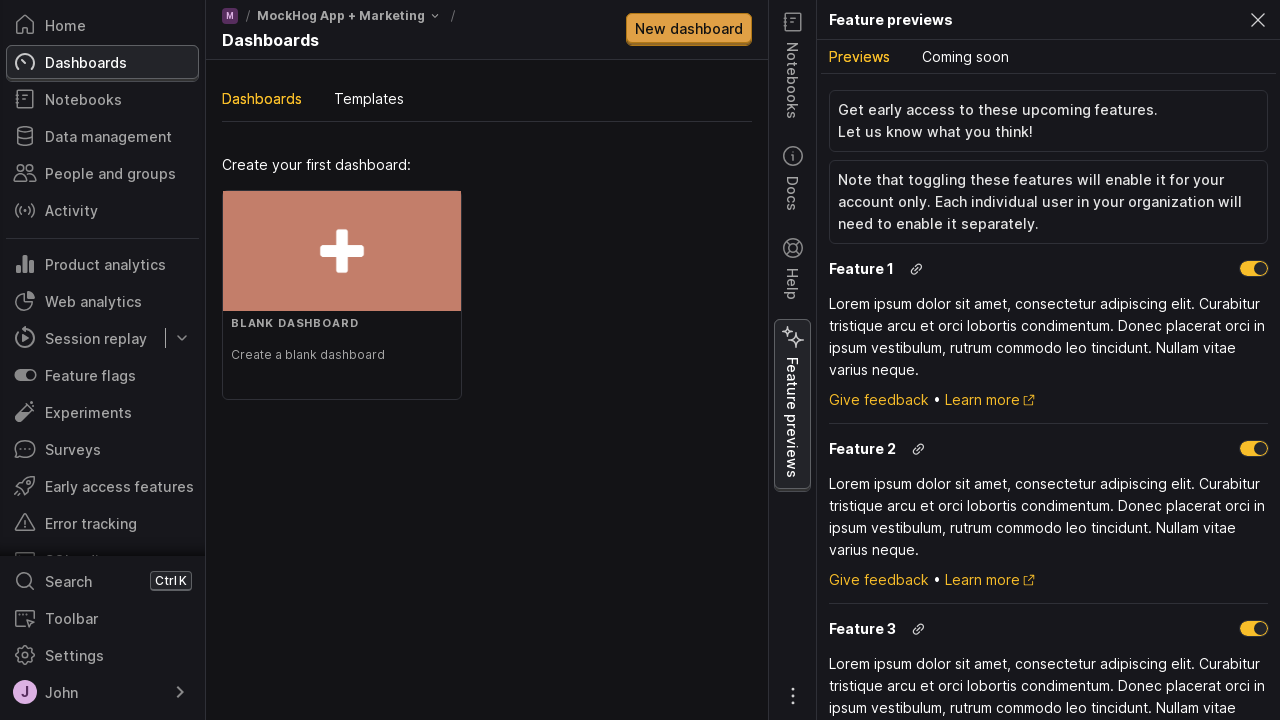 Home
Dashboards
Notebooks
Data management
People and groups
Activity
Product analytics
Web analytics
Session replay
Feature flags
Experiments
Surveys
Early access features
Error tracking
Search
Ctrl K
Toolbar
Settings
J
John
M / MockHog App + Marketing /
Dashboards
New dashboard
Dashboards
Templates
Create your first dashboard:
BLANK DASHBOARD
Create a blank dashboard
Notebooks
Docs
Help
Feature previews
Feature previews
Previews
Coming soon
Get early access to these upcoming features.
Let us know what you think!
Note that toggling these features will enable it for your
account only. Each individual user in your organization will
need to enable it separately.
Feature 1
Lorem ipsum dolor sit amet, consectetur adipiscing elit. Curabitur
tristique arcu et orci lobortis condimentum. Donec placerat orci in
ipsum vestibulum, rutrum commodo leo tincidunt. Nullam vitae
varius neque.
Give feedback • Learn more
Feature 2
Lorem ipsum dolor sit amet, consectetur adipiscing elit. Curabitur
tristique arcu et orci lobortis condimentum. Donec placerat orci in
ipsum vestibulum, rutrum commodo leo tincidunt. Nullam vitae
varius neque.
Give feedback • Learn more
Feature 3
Lorem ipsum dolor sit amet, consectetur adipiscing elit. Curabitur
tristique arcu et orci lobortis condimentum. Donec placerat orci in
ipsum vestibulum, rutrum commodo leo tincidunt. Nullam vitae